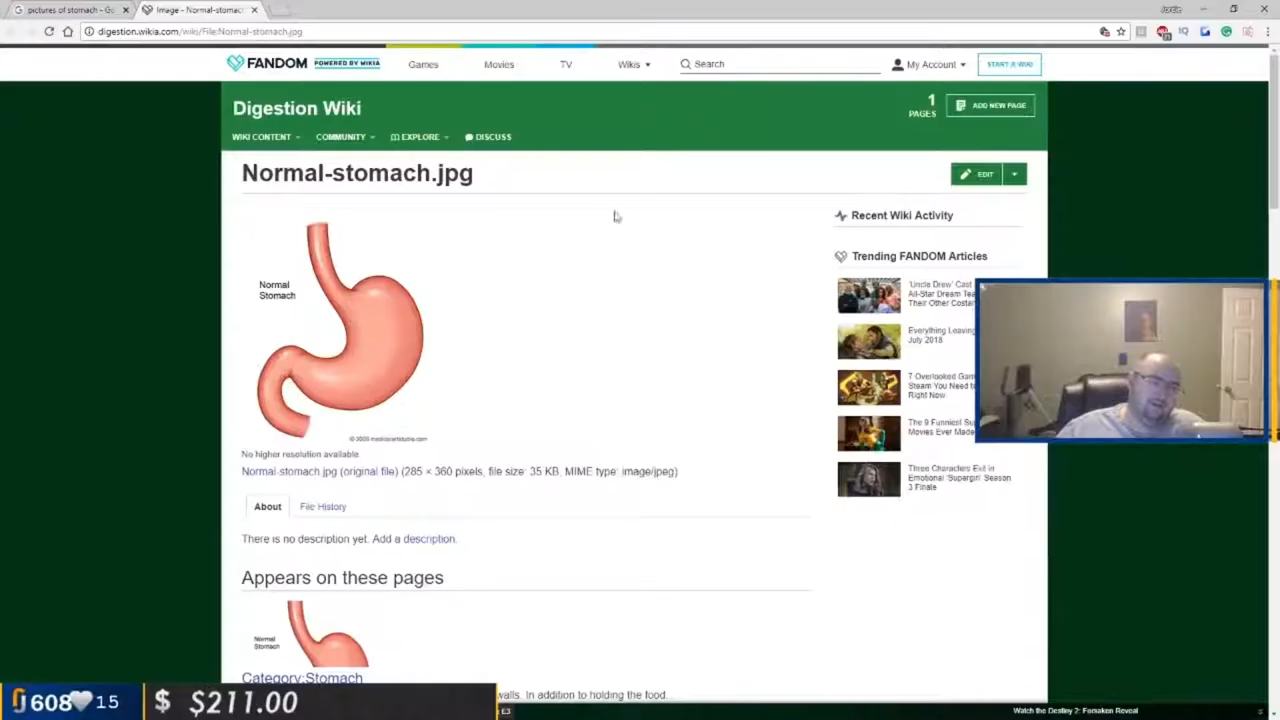 pictures of stomach - Go
Image - Normal-stomac
Jordie
digestion.wikia.com/wiki/File:Normal-stomach.jpg
FANDOM POWERED BY WIKIA
Games
Movies
TV
Wikis
Search
My Account
START A WIKI
Digestion Wiki
1
PAGES
ADD NEW PAGE
WIKI CONTENT
COMMUNITY
EXPLORE
DISCUSS
Normal-stomach.jpg
EDIT
Normal
Stomach
No higher resolution available.
Normal-stomach.jpg (original file) (285 × 360 pixels, file size: 35 KB, MIME type: image/jpeg)
About
File History
There is no description yet. Add a description.
Appears on these pages
Normal
Stomach
Category:Stomach
walls. In addition to holding the food...
Recent Wiki Activity
Trending FANDOM Articles
'Uncle Drew' Cast
All-Star Dream Tea
Their Other Costar
Everything Leaving
July 2018
7 Overlooked Gam
Steam You Need to
Right Now
The 9 Funniest Su
Movies Ever Made
Three Characters Exit in
Emotional 'Supergirl' Season
3 Finale
608 15
$ $211.00
E3
Watch the Destiny 2: Forsaken Reveal